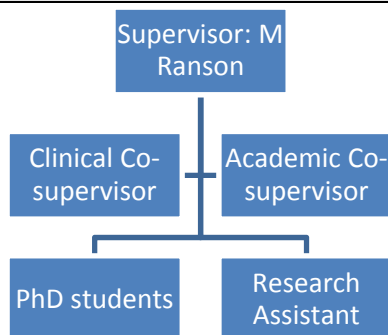 Supervisor: M
Ranson
Clinical Co-
supervisor
Academic Co-
supervisor
PhD students
Research
Assistant